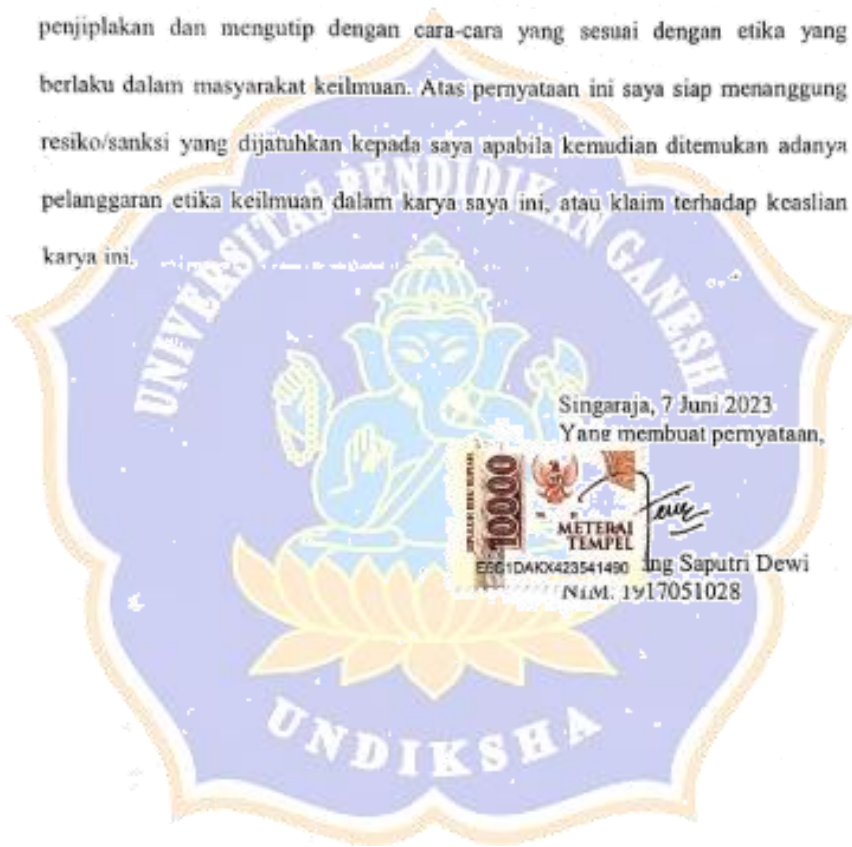 penjiplakan dan mengutip dengan cara-cara yang sesuai dengan etika yang
berlaku dalam masyarakat keilmuan. Atas pernyataan ini saya siap menanggung
resiko/sanksi yang dijatuhkan kepada saya apabila kemudian ditemukan adanya
pelanggaran etika keilmuan dalam karya saya ini, atau klaim terhadap keaslian
karya ini.
UNIVERSITAS PENDIDIKAN GANESHA
Singaraja, 7 Juni 2023
Yang membuat pernyataan,
10000
METERAI
TEMPEL
Saputri Dewi
NIM. 1917051028
UNDIKSHA